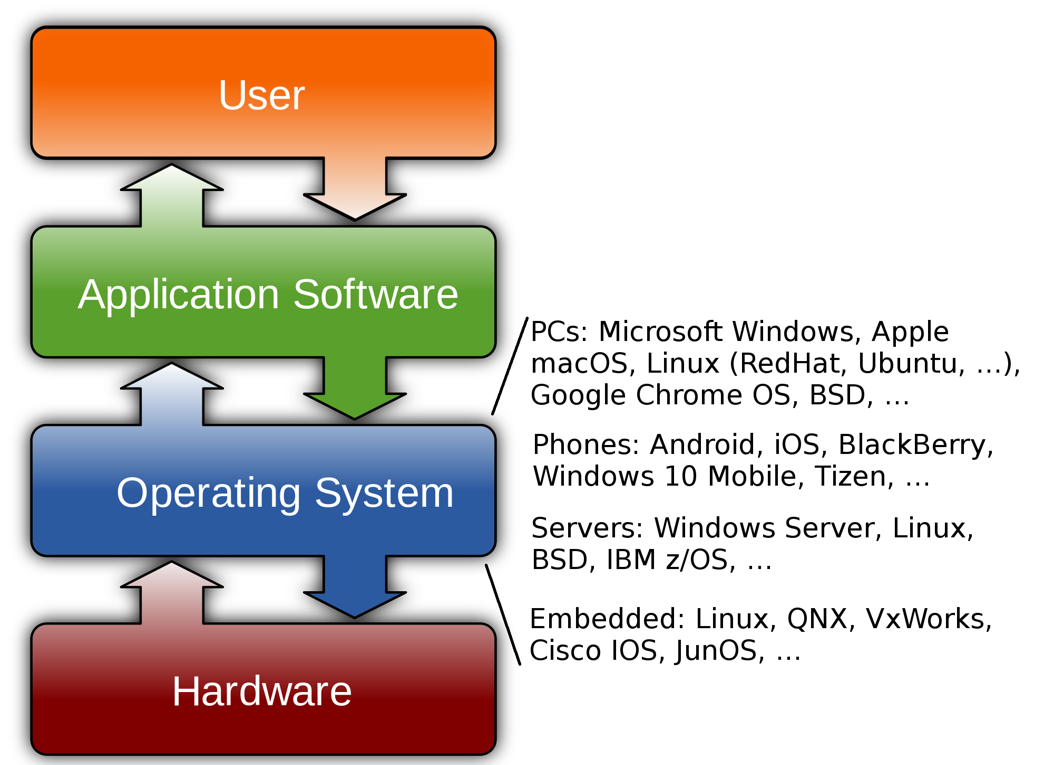 User
Application Software
PCs: Microsoft Windows, Apple
macOS, Linux (RedHat, Ubuntu, ...),
Google Chrome OS, BSD, ...
Phones: Android, iOS, BlackBerry,
Windows 10 Mobile, Tizen, ...
Operating System
Servers: Windows Server, Linux,
BSD, IBM z/OS, ...
Embedded: Linux, QNX, VxWorks,
Cisco IOS, JunOS, ...
Hardware